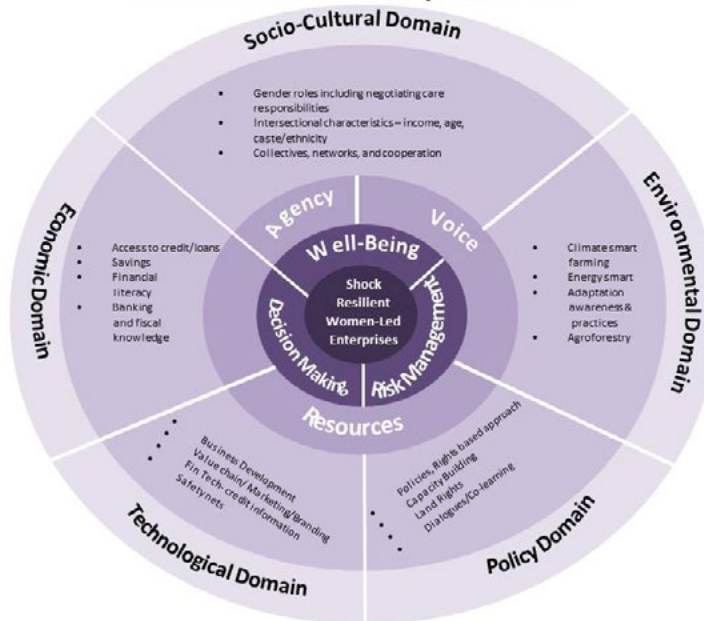 Socio-Cultural Domain
Gender roles including negotiating care
responsibilities
Intersectional characteristics – income, age,
caste/ethnicity
Collectives, networks, and cooperation
Economic Domain
Access to credit/loans
Savings
Financial
literacy
Banking
and fiscal
knowledge
Agency
Voice
Well-Being
Decision Making
Risk Management
Shock
Resilient
Women-Led
Enterprises
Resources
Environmental Domain
Climate smart
farming
Energy smart
Adaptation
awareness &
practices
Agroforestry
Business Development
Value chain/ Marketing/Branding
Fin Tech- credit information
Safety nets
Technological Domain
Policies, Rights based approach
Capacity Building
Land Rights
Dialogues/Co-learning
Policy Domain